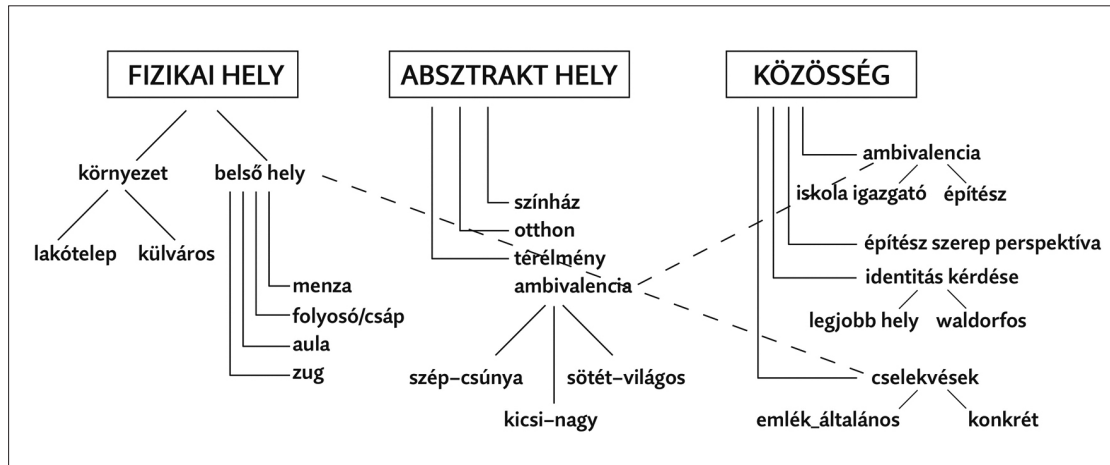 FIZIKAI HELY
környezet
belső hely
lakótelep
külváros
menza
folyosó/csáp
aula
zug
ABSZTRAKT HELY
színház
otthon
térélmény
ambivalencia
szép–csúnya
sötét–világos
kicsi–nagy
KÖZÖSSÉG
ambivalencia
iskola igazgató
építész
építész szerep perspektíva
identitás kérdése
legjobb hely
waldorfos
cselekvések
emlék_általános
konkrét